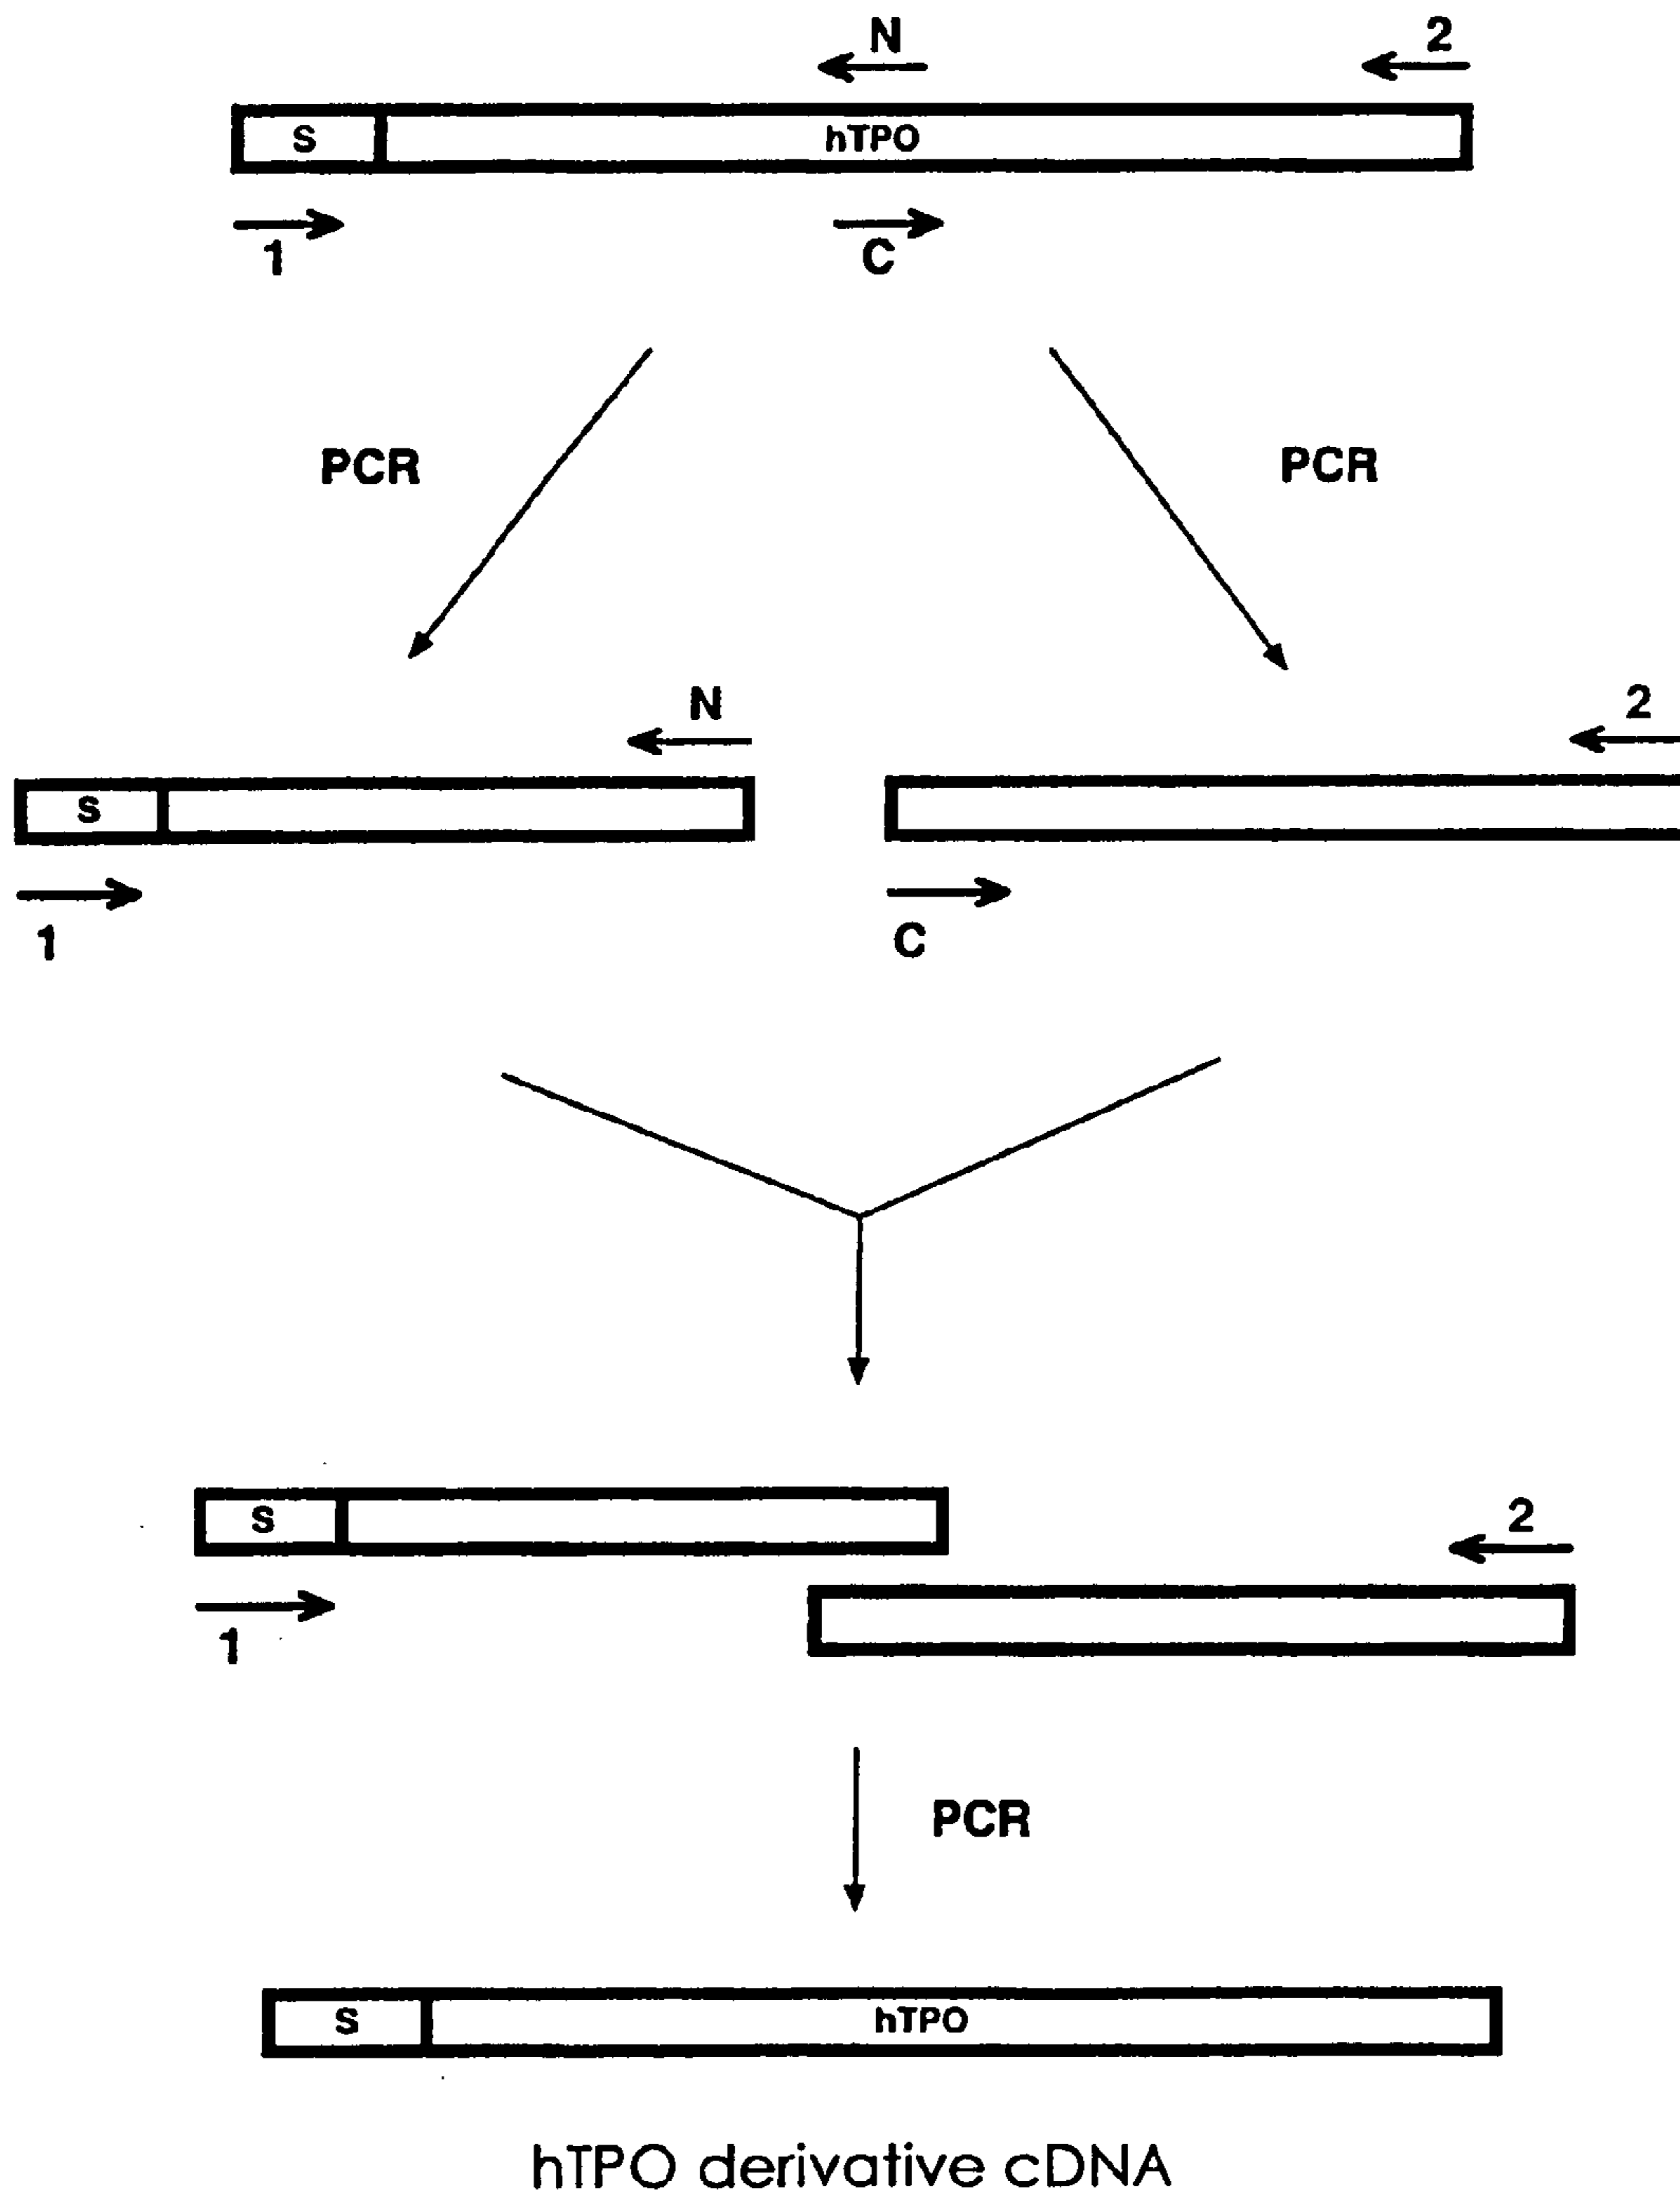 N 2
S hTPO
1 C
PCR PCR
N 2
S
1 C
S
2
1
PCR
S hTPO
hTPO derivative cDNA